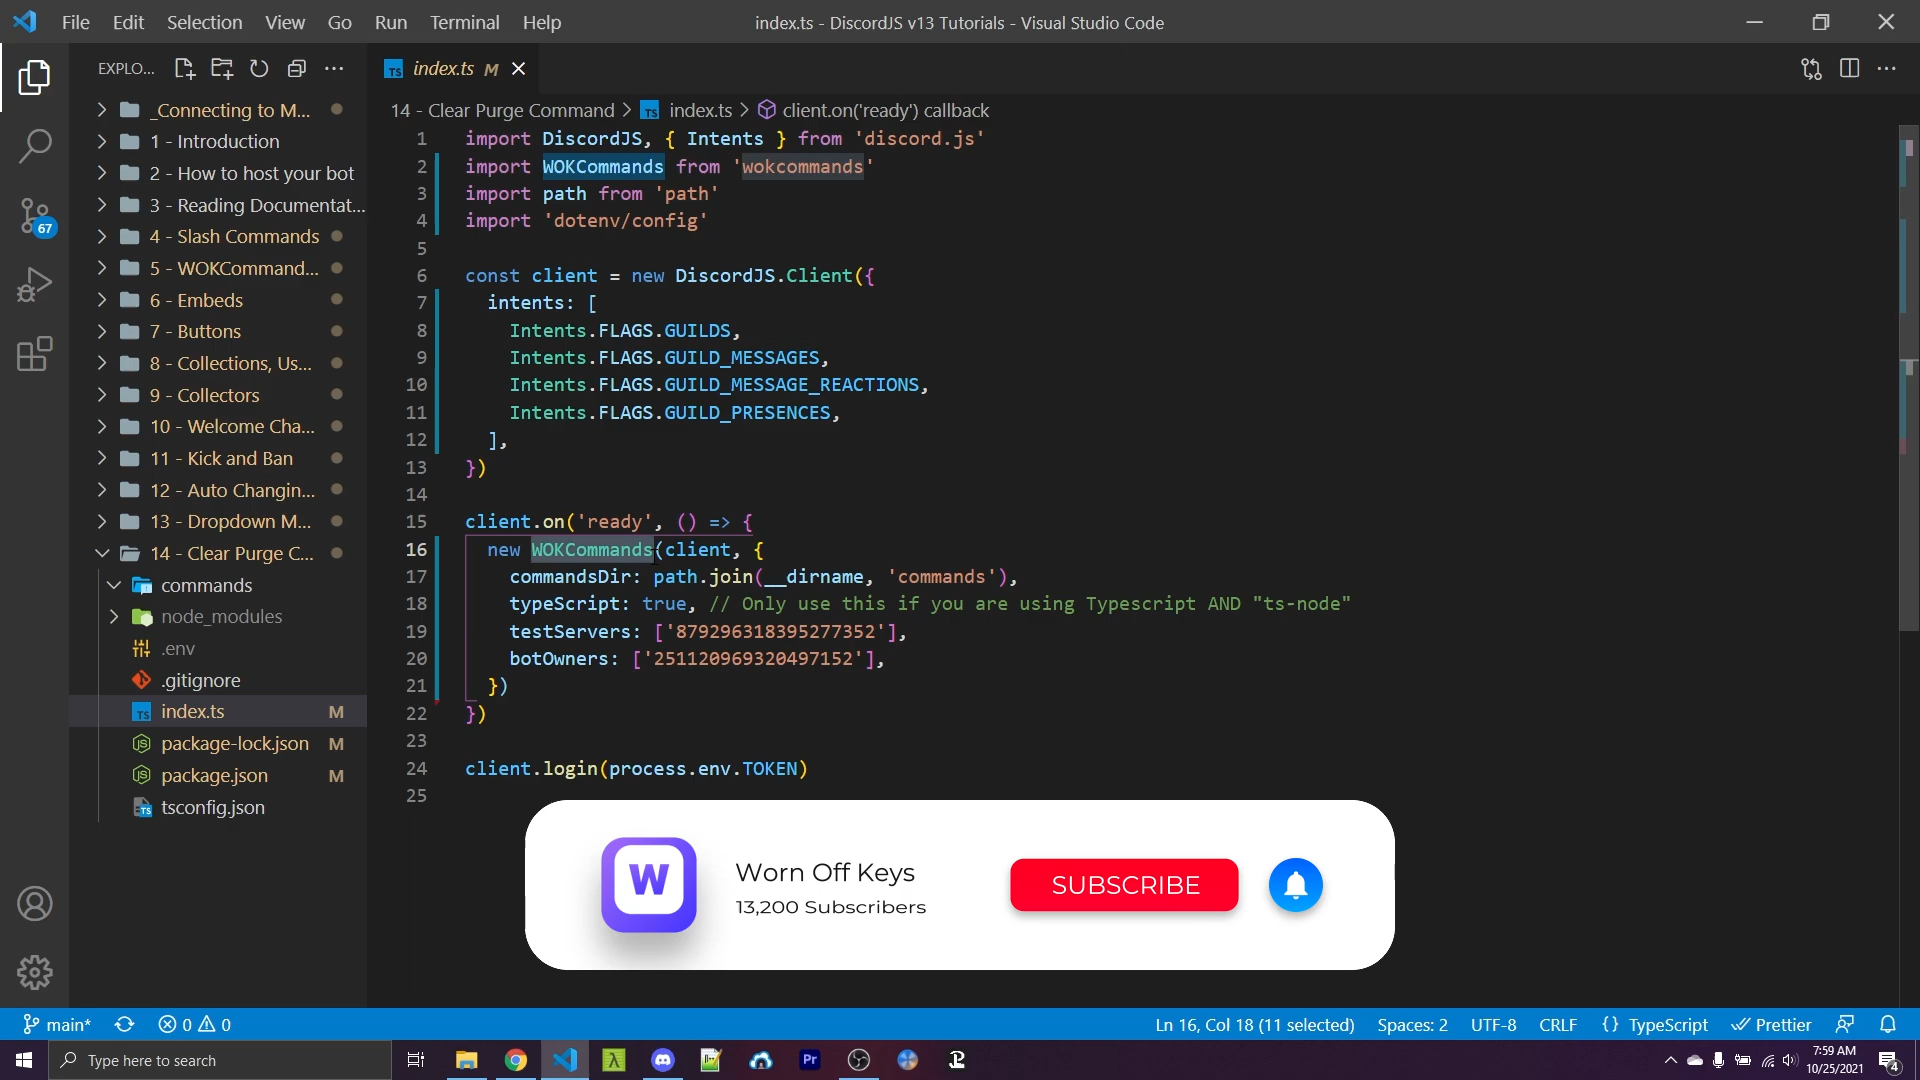 File Edit Selection View Go Run Terminal Help
index.ts - DiscordJS v13 Tutorials - Visual Studio Code
EXPLO...
index.ts M
_Connecting to M...
1 - Introduction
2 - How to host your bot
3 - Reading Documentat...
4 - Slash Commands
5 - WOKCommand...
6 - Embeds
7 - Buttons
8 - Collections, Us...
9 - Collectors
10 - Welcome Cha...
11 - Kick and Ban
12 - Auto Changin...
13 - Dropdown M...
14 - Clear Purge C...
commands
node_modules
.env
.gitignore
TS index.ts M
JS package-lock.json M
JS package.json M
TS tsconfig.json
67
14 - Clear Purge Command > TS index.ts > client.on('ready') callback
1 import DiscordJS, { Intents } from 'discord.js'
2 import WOKCommands from 'wokcommands'
3 import path from 'path'
4 import 'dotenv/config'
5
6 const client = new DiscordJS.Client({
7 intents: [
8 Intents.FLAGS.GUILDS,
9 Intents.FLAGS.GUILD_MESSAGES,
10 Intents.FLAGS.GUILD_MESSAGE_REACTIONS,
11 Intents.FLAGS.GUILD_PRESENCES,
12 ],
13 })
14
15 client.on('ready', () => {
16 new WOKCommands(client, {
17 commandsDir: path.join(__dirname, 'commands'),
18 typeScript: true, // Only use this if you are using Typescript AND "ts-node"
19 testServers: ['879296318395277352'],
20 botOwners: ['251120969320497152'],
21 })
22 })
23
24 client.login(process.env.TOKEN)
25
W
Worn Off Keys
13,200 Subscribers
SUBSCRIBE
main* 0 0
Ln 16, Col 18 (11 selected) Spaces: 2 UTF-8 CRLF {} TypeScript Prettier
Type here to search
Pr
7:59 AM
10/25/2021
4